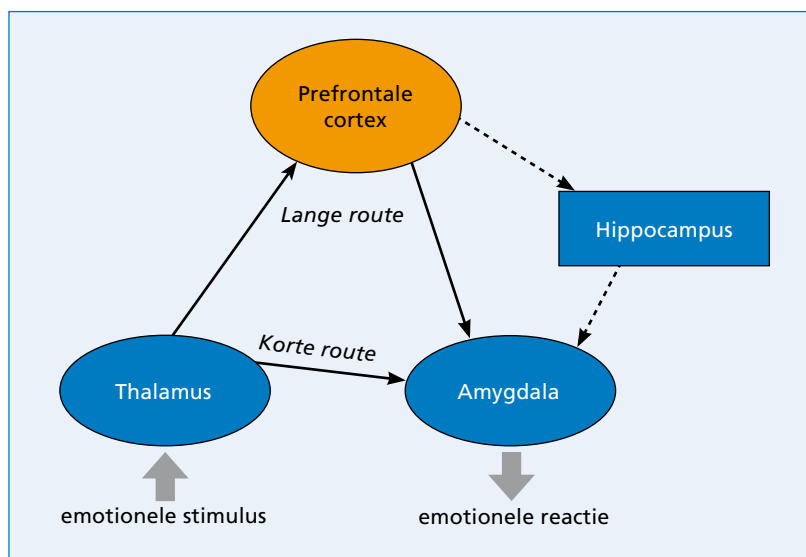 Prefrontale
cortex
Lange route
Hippocampus
Korte route
Thalamus
Amygdala
emotionele stimulus
emotionele reactie